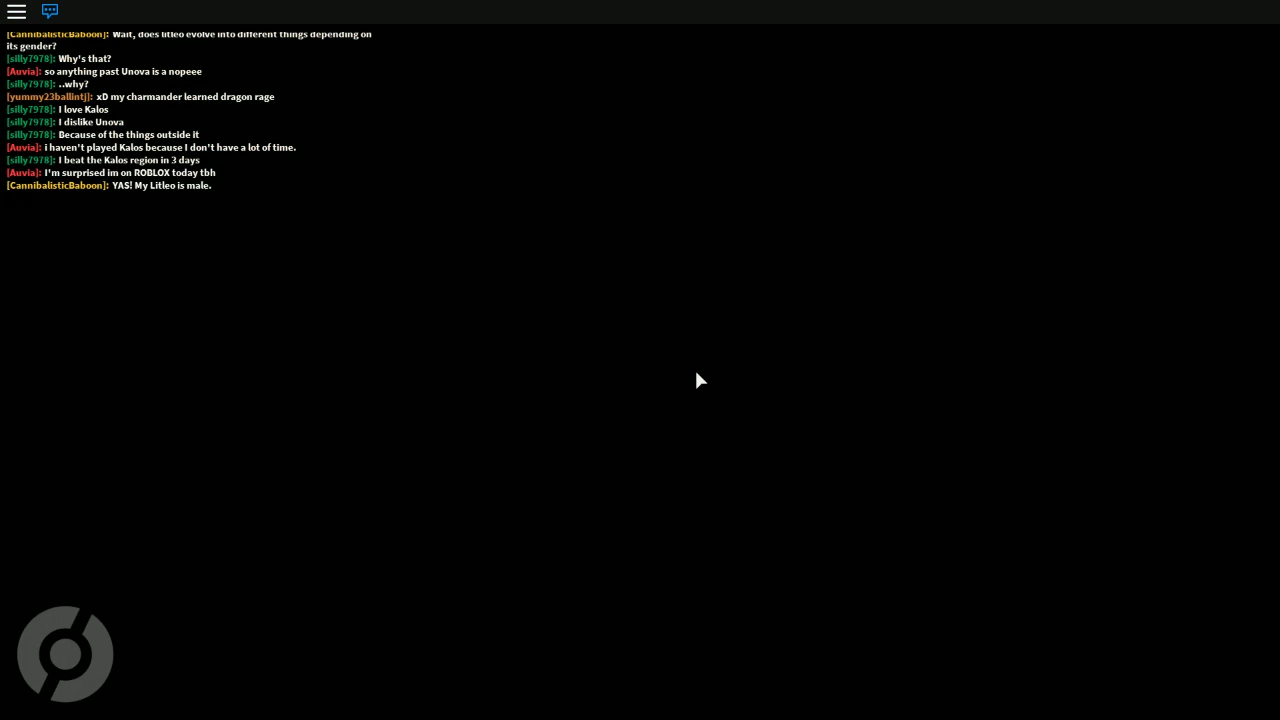 [CannibalisticBaboon]: Wait, does litleo evolve into different things depending on
its gender?
[silly7978]: Why's that?
[Auvia]: so anything past Unova is a nopeee
[silly7978]: ..why?
[yummy23ballintj]: xD my charmander learned dragon rage
[silly7978]: I love Kalos
[silly7978]: I dislike Unova
[silly7978]: Because of the things outside it
[Auvia]: i haven't played Kalos because I don't have a lot of time.
[silly7978]: I beat the Kalos region in 3 days
[Auvia]: I'm surprised im on ROBLOX today tbh
[CannibalisticBaboon]: YAS! My Litleo is male.